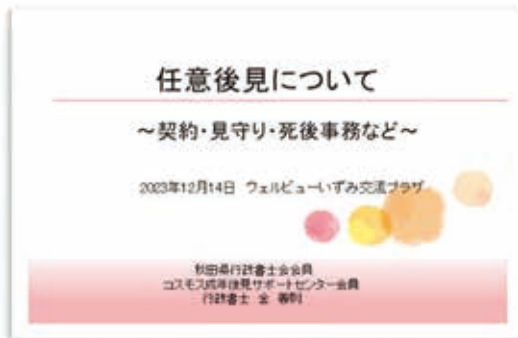 任意後見について
～契約・見守り・死後事務など～
2023年12月14日 ウェルビューいずみ交流プラザ
秋田県行政書士会会員
コスモス成年後見サポートセンター会員
行政書士 金